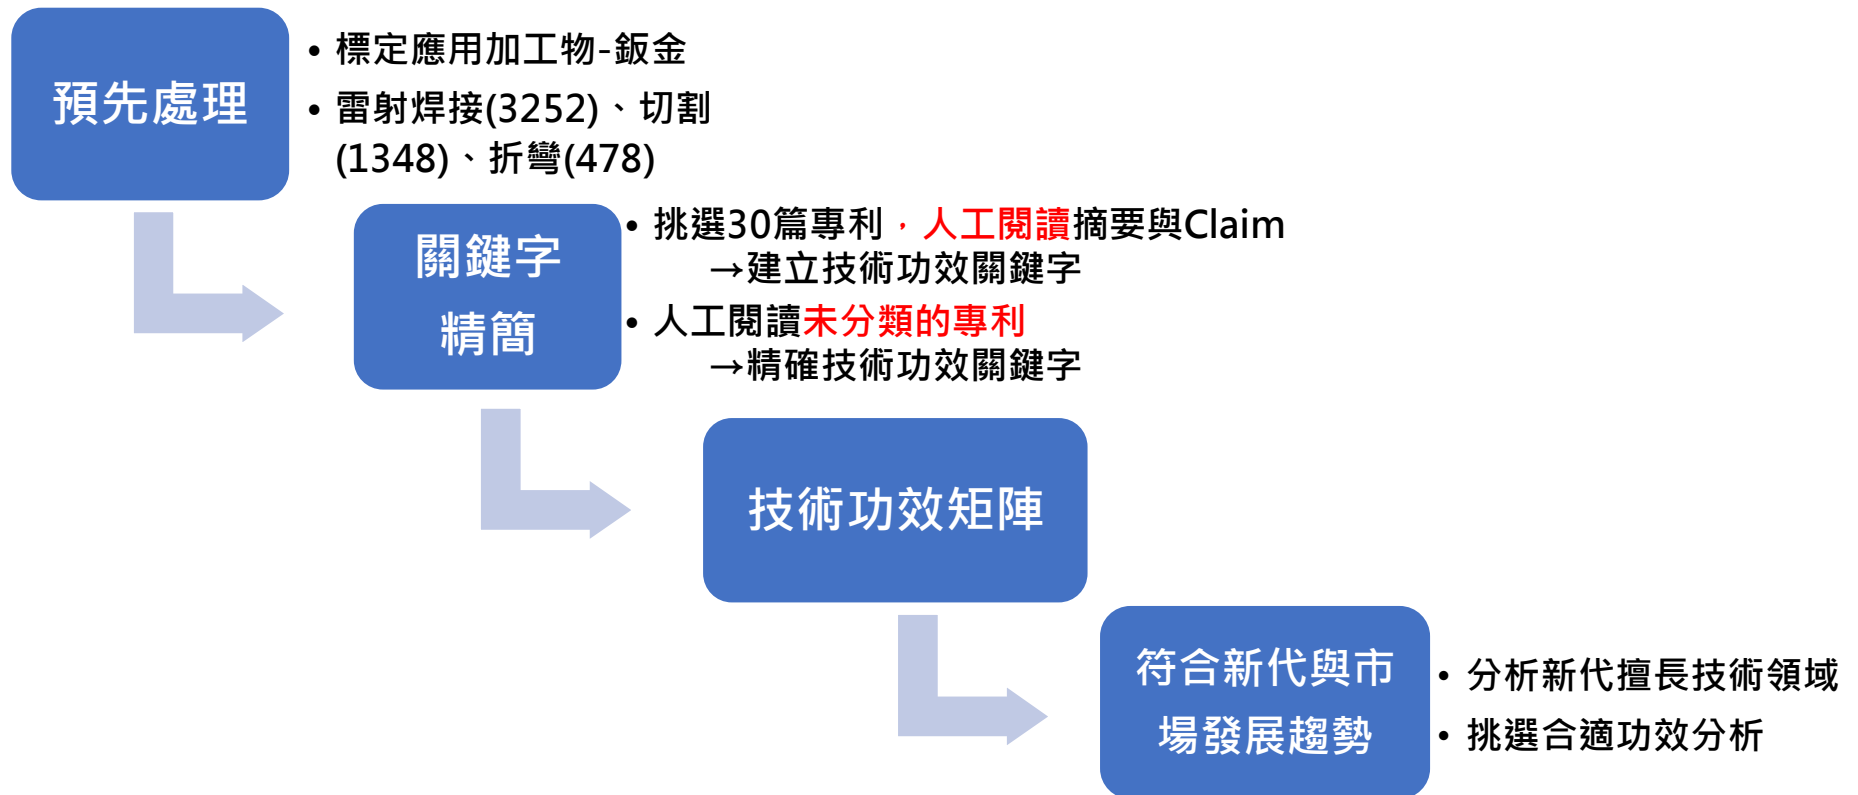 預先處理
• 標定應用加工物-鈑金
• 雷射焊接(3252)、切割
(1348)、折彎(478)
關鍵字
精簡
• 挑選30篇專利，人工閱讀摘要與Claim
→建立技術功效關鍵字
• 人工閱讀未分類的專利
→精確技術功效關鍵字
技術功效矩陣
符合新代與市
場發展趨勢
• 分析新代擅長技術領域
• 挑選合適功效分析